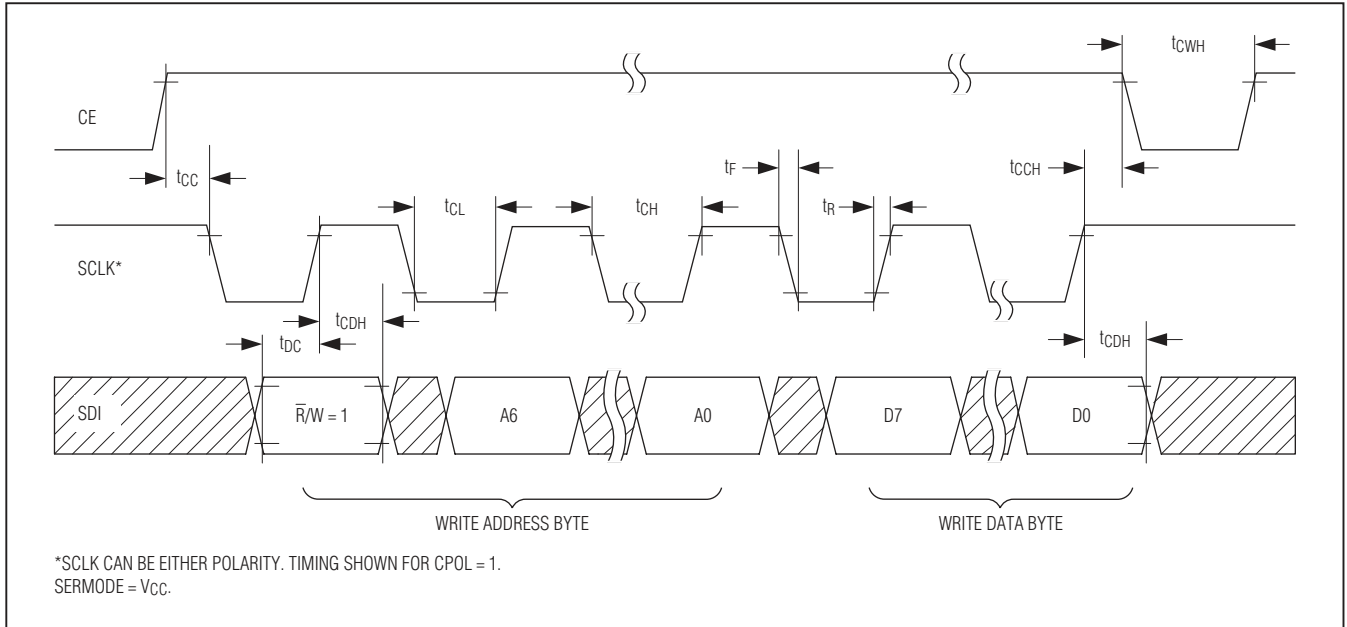 tCWH
CE
tCC
tF
tCCH
tCL
tCH
tR
SCLK*
tDC
tCDH
tCDH
SDI
R̅/W = 1
A6
A0
D7
D0
WRITE ADDRESS BYTE
WRITE DATA BYTE
*SCLK CAN BE EITHER POLARITY. TIMING SHOWN FOR CPOL = 1.
SERMODE = VCC.